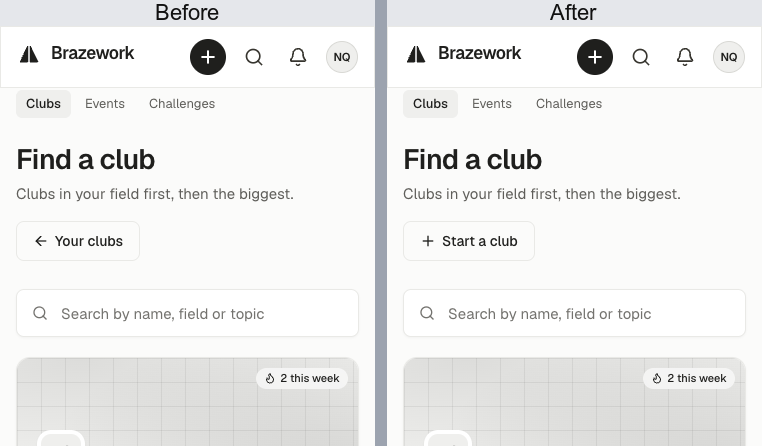 Before
Brazework
NQ
Clubs Events Challenges
Find a club
Clubs in your field first, then the biggest.
Your clubs
Search by name, field or topic
2 this week
After
Brazework
NQ
Clubs Events Challenges
Find a club
Clubs in your field first, then the biggest.
Start a club
Search by name, field or topic
2 this week